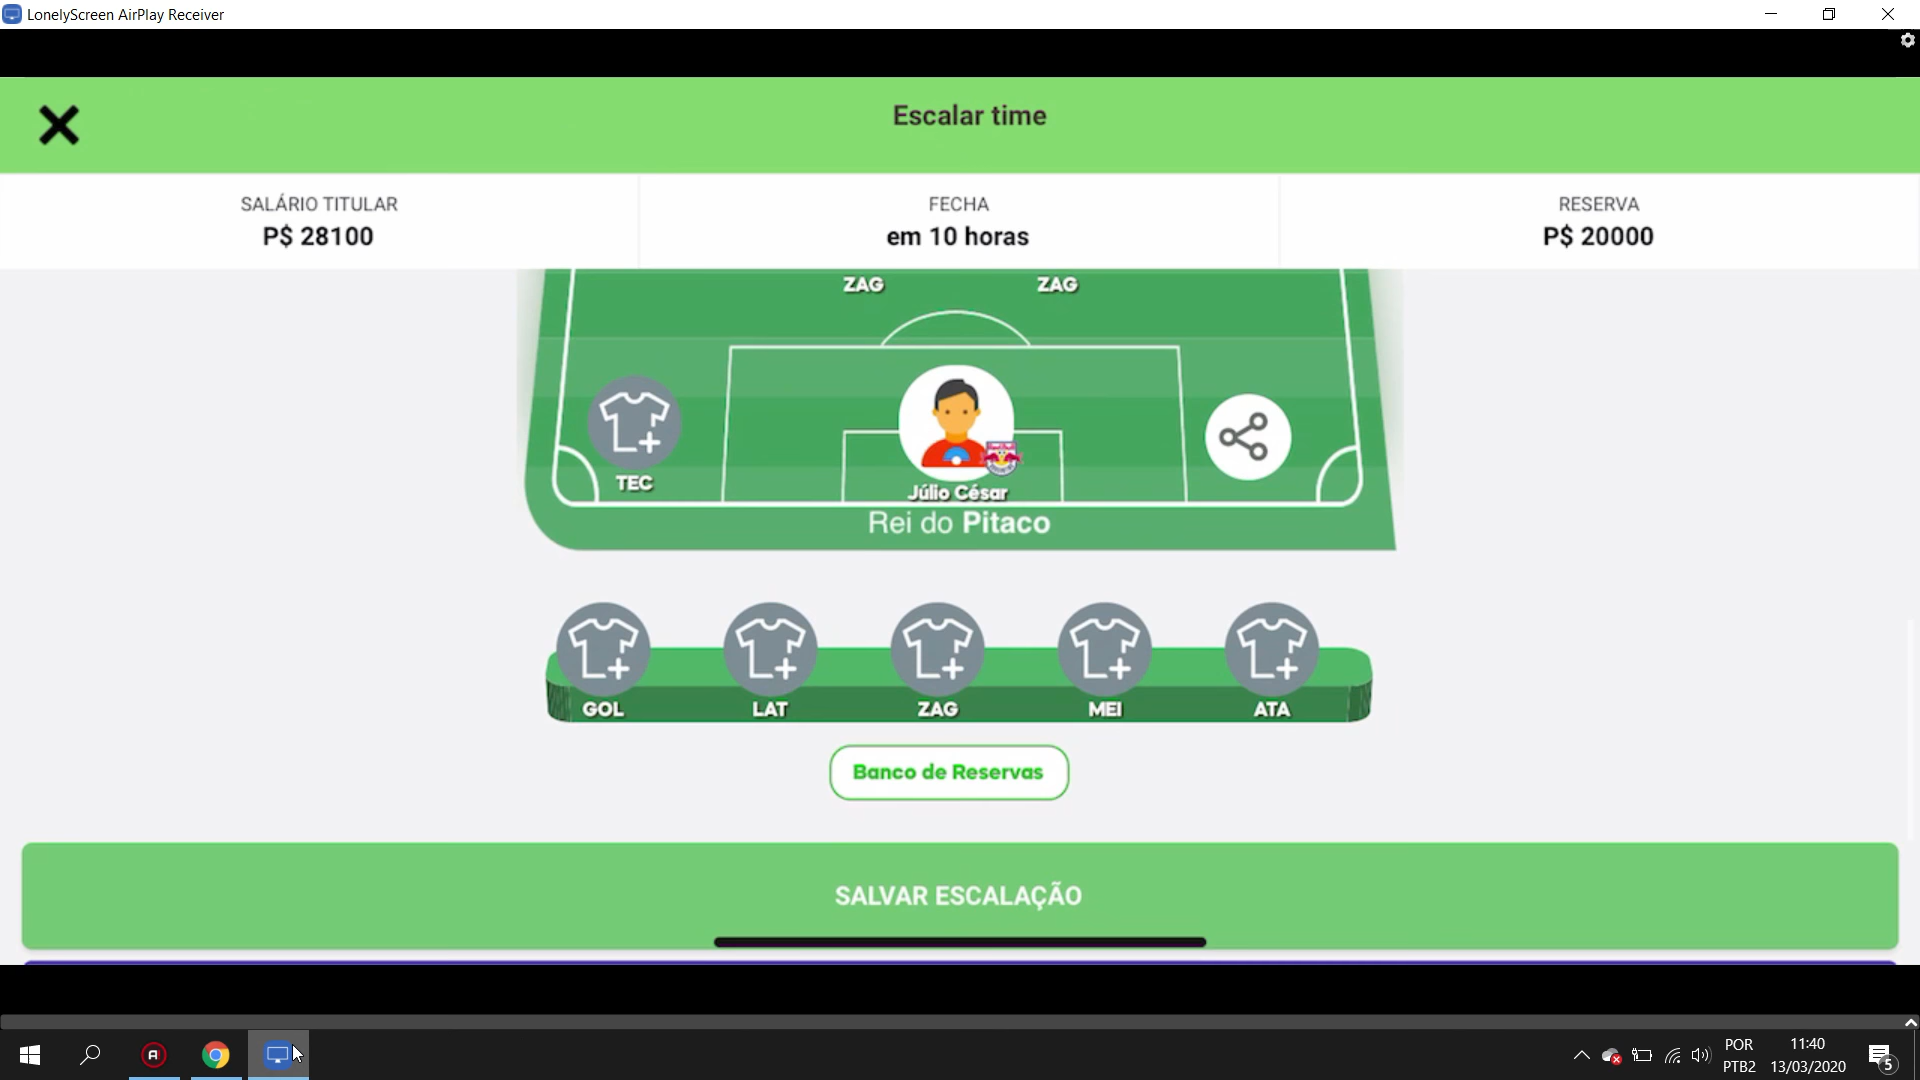 LonelyScreen AirPlay Receiver
Escalar time
SALÁRIO TITULAR
P$ 28100
FECHA
em 10 horas
RESERVA
P$ 20000
ZAG
ZAG
TEC
Júlio César
Rei do Pitaco
GOL
LAT
ZAG
MEI
ATA
Banco de Reservas
SALVAR ESCALAÇÃO
POR
PTB2
11:40
13/03/2020
5